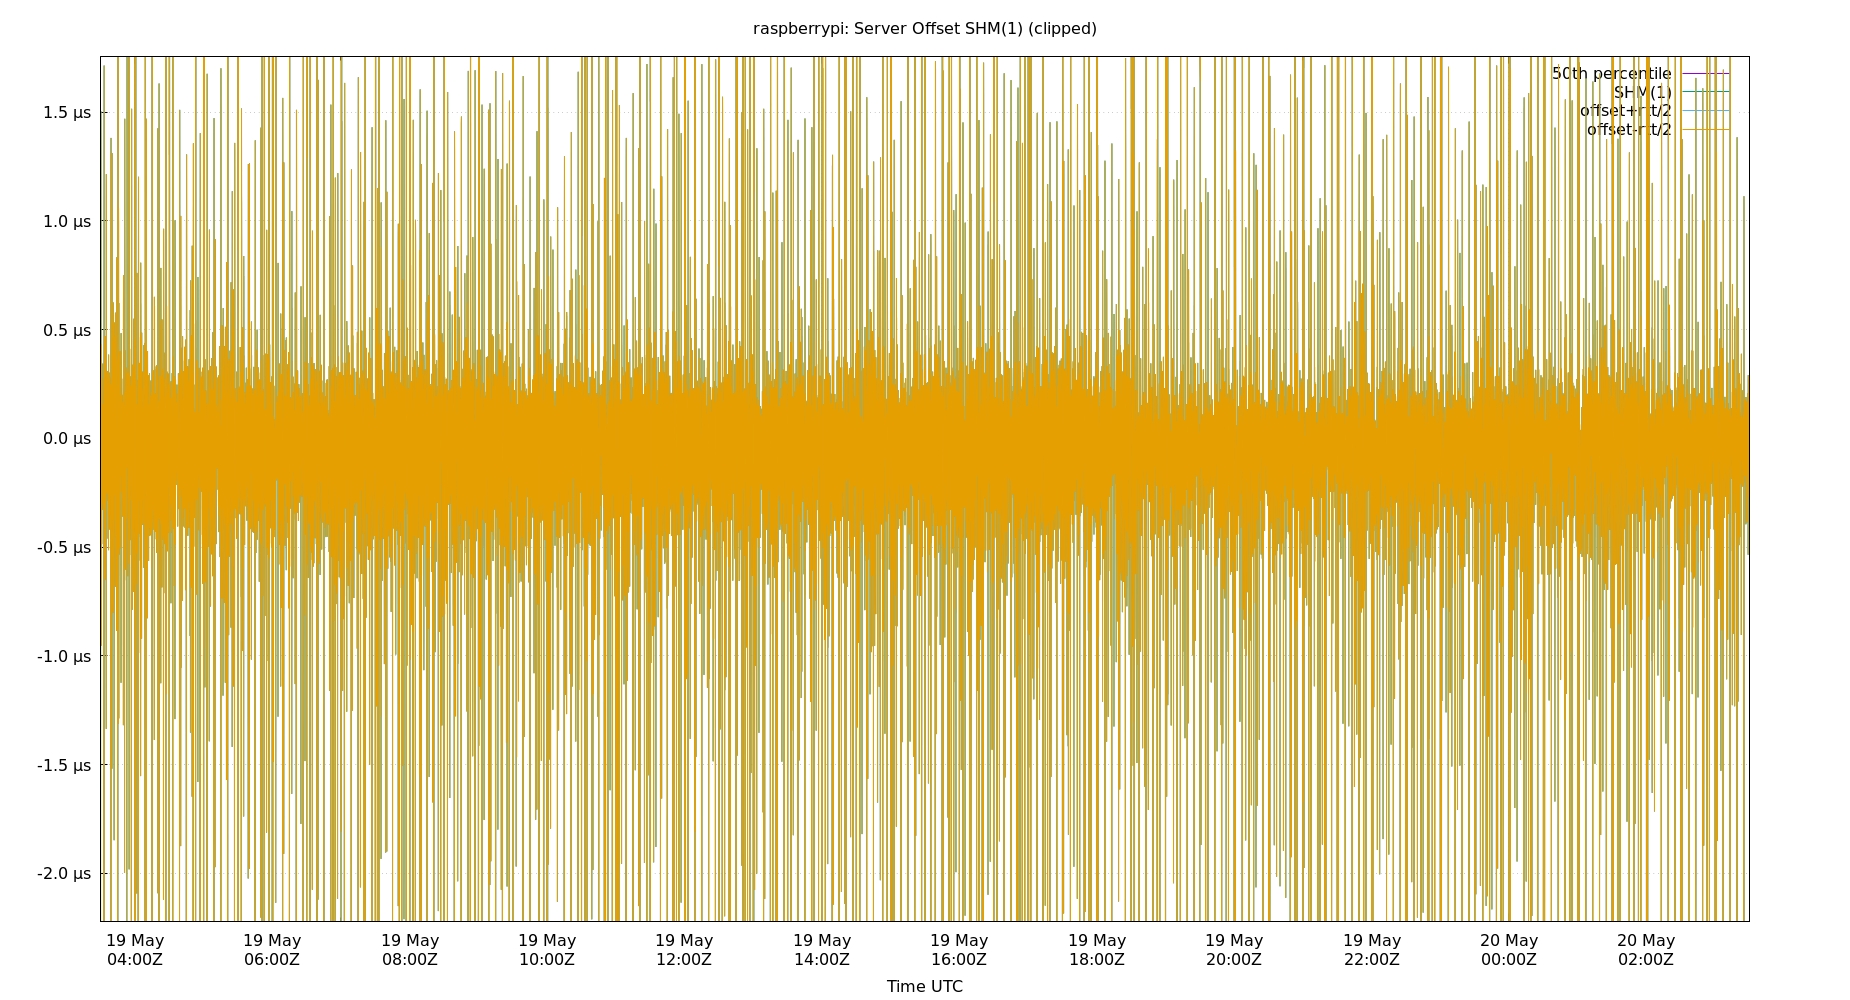 raspberrypi: Server Offset SHM(1) (clipped)
50th percentile
SHM(1)
offset+rtt/2
offset-rtt/2
1.5 µs
1.0 µs
0.5 µs
0.0 µs
-0.5 µs
-1.0 µs
-1.5 µs
-2.0 µs
19 May 19 May 19 May 19 May 19 May 19 May 19 May 19 May 19 May 19 May 20 May 20 May
04:00Z 06:00Z 08:00Z 10:00Z 12:00Z 14:00Z 16:00Z 18:00Z 20:00Z 22:00Z 00:00Z 02:00Z
Time UTC